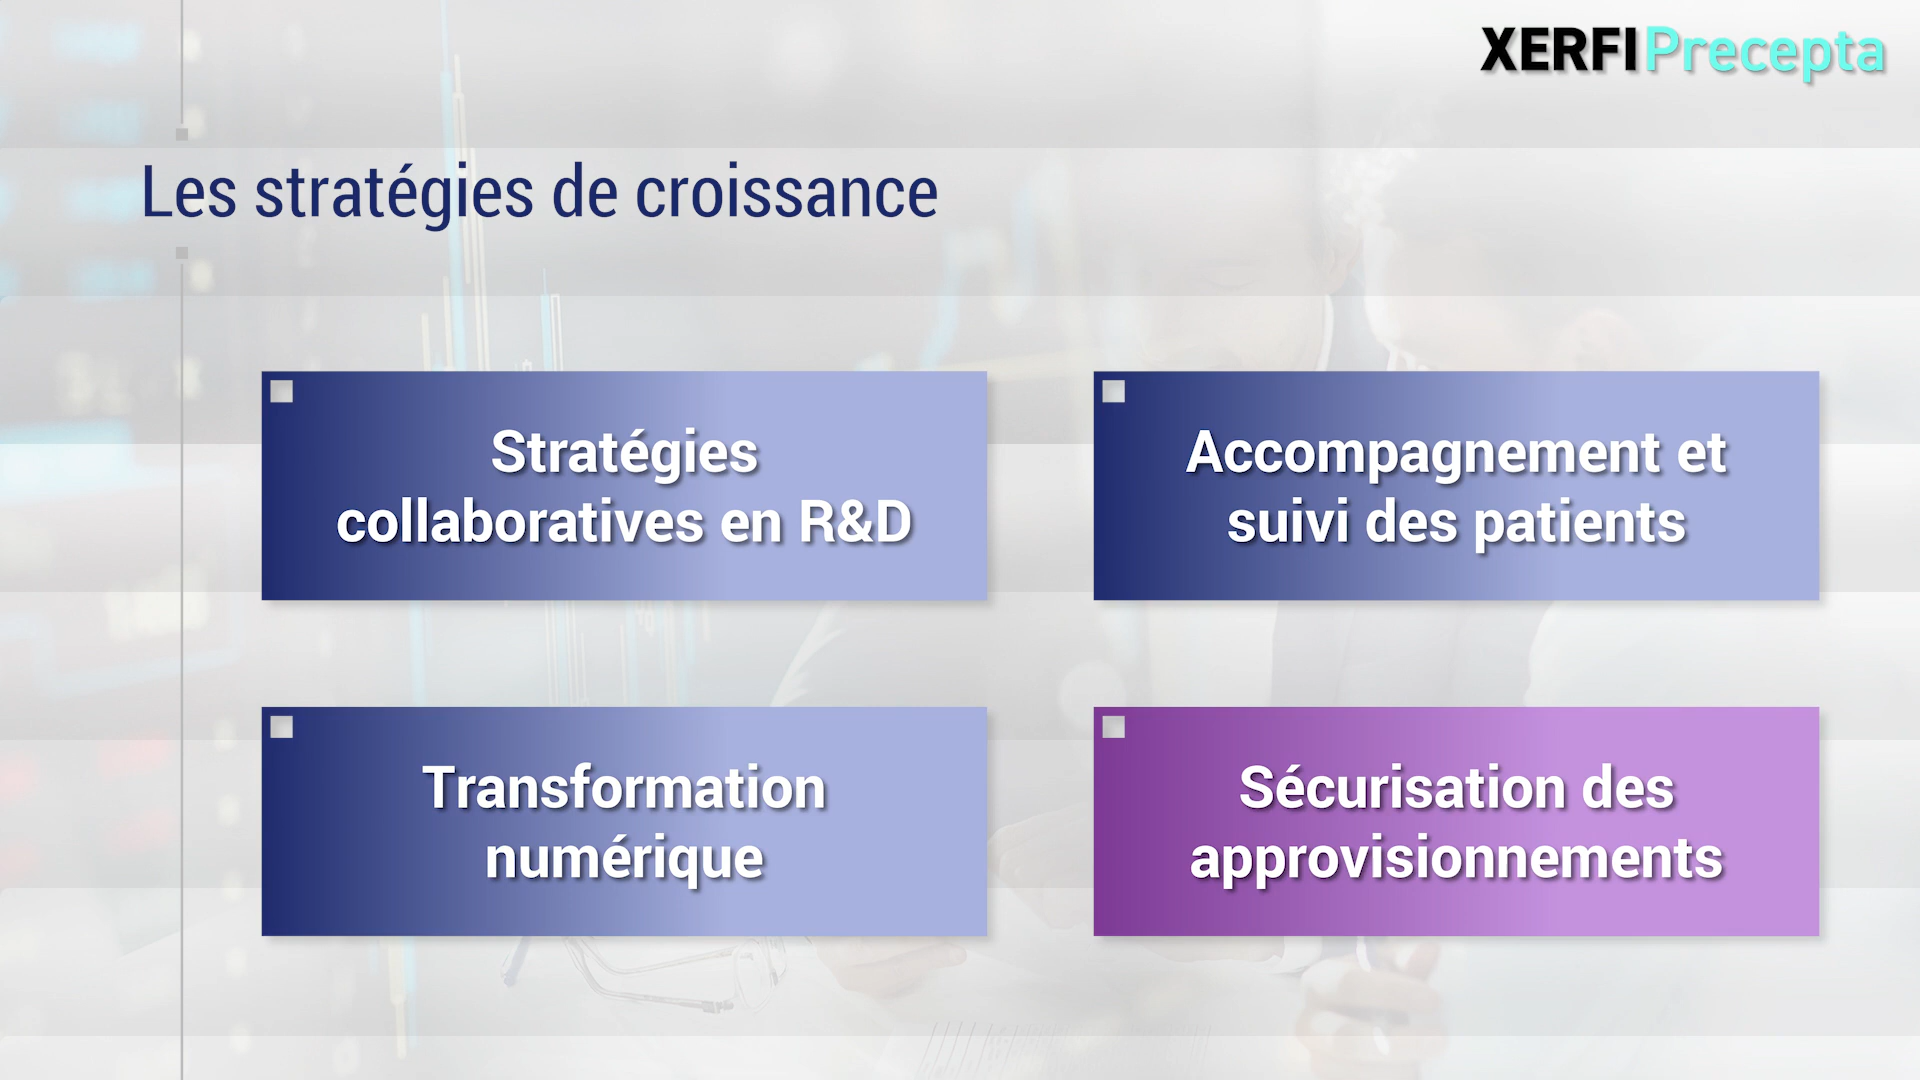 XERFI Precepta
Les stratégies de croissance
Stratégies
collaboratives en R&D
Accompagnement et
suivi des patients
Transformation
numérique
Sécurisation des
approvisionnements